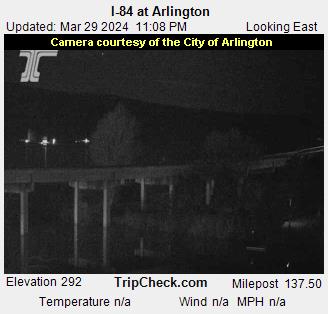 I-84 at Arlington
Updated: Mar 29 2024 11:08 PM Looking East
Camera courtesy of the City of Arlington
Elevation 292 TripCheck.com Milepost 137.50
Temperature n/a Wind n/a MPH n/a